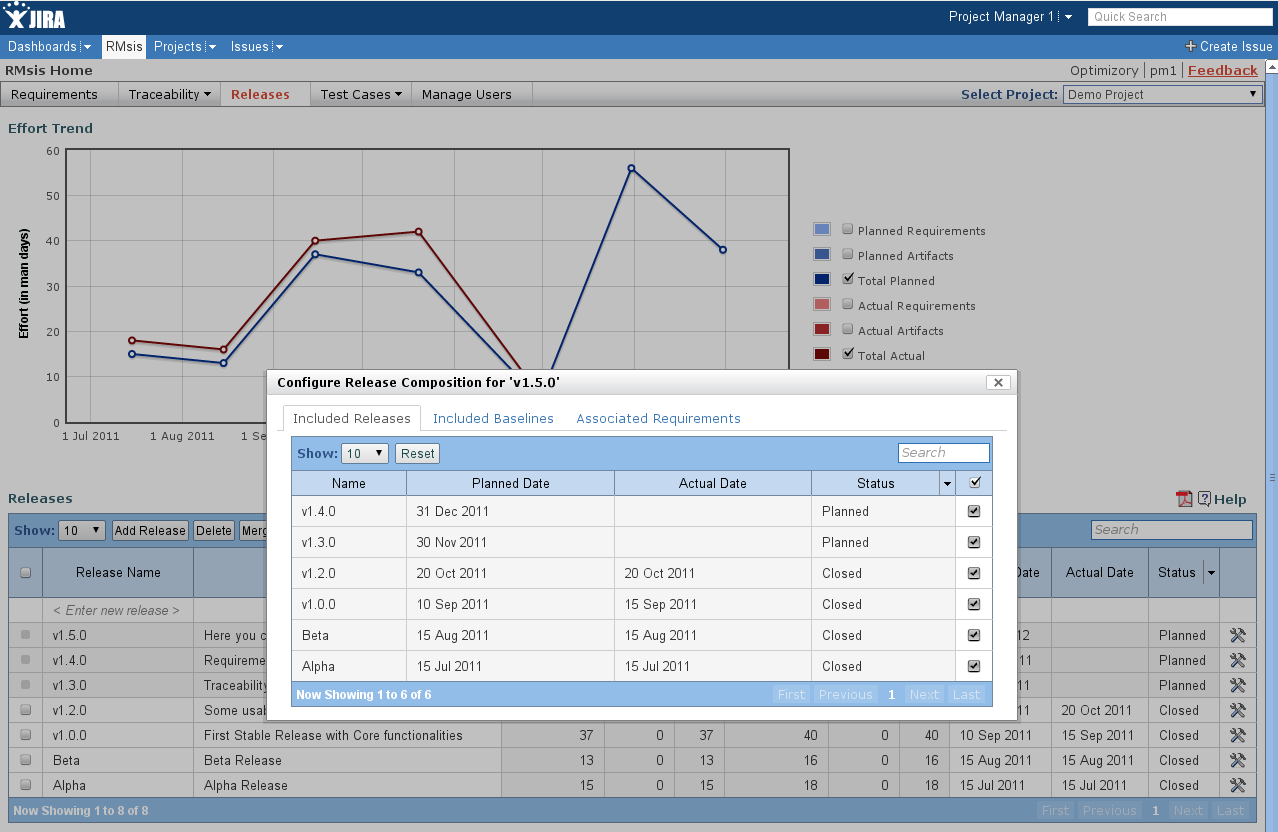 JIRA
Project Manager 1
Quick Search
Dashboards RMsis Projects Issues
Create Issue
RMsis Home
Optimizory pm1 Feedback
Requirements Traceability Releases Test Cases Manage Users
Select Project: Demo Project
Effort Trend
60
50
40
30
20
10
0
Effort (in man days)
1 Jul 2011 1 Aug 2011 1 Se
Planned Requirements
Planned Artifacts
Total Planned
Actual Requirements
Actual Artifacts
Total Actual
Configure Release Composition for 'v1.5.0'
Included Releases Included Baselines Associated Requirements
Show: 10 Reset Search
Name Planned Date Actual Date Status
v1.4.0 31 Dec 2011 Planned
v1.3.0 30 Nov 2011 Planned
v1.2.0 20 Oct 2011 20 Oct 2011 Closed
v1.0.0 10 Sep 2011 15 Sep 2011 Closed
Beta 15 Aug 2011 15 Aug 2011 Closed
Alpha 15 Jul 2011 15 Jul 2011 Closed
Now Showing 1 to 6 of 6 First Previous 1 Next Last
Releases
Help
Show: 10 Add Release Delete Merg Search
Release Name Date Actual Date Status
< Enter new release >
v1.5.0 Here you c 12 Planned
v1.4.0 Requireme 11 Planned
v1.3.0 Traceability 11 Planned
v1.2.0 Some usab 11 20 Oct 2011 Closed
v1.0.0 First Stable Release with Core functionalities 37 0 37 40 0 40 10 Sep 2011 15 Sep 2011 Closed
Beta Beta Release 13 0 13 16 0 16 15 Aug 2011 15 Aug 2011 Closed
Alpha Alpha Release 15 0 15 18 0 18 15 Jul 2011 15 Jul 2011 Closed
Now Showing 1 to 8 of 8 First Previous 1 Next Last